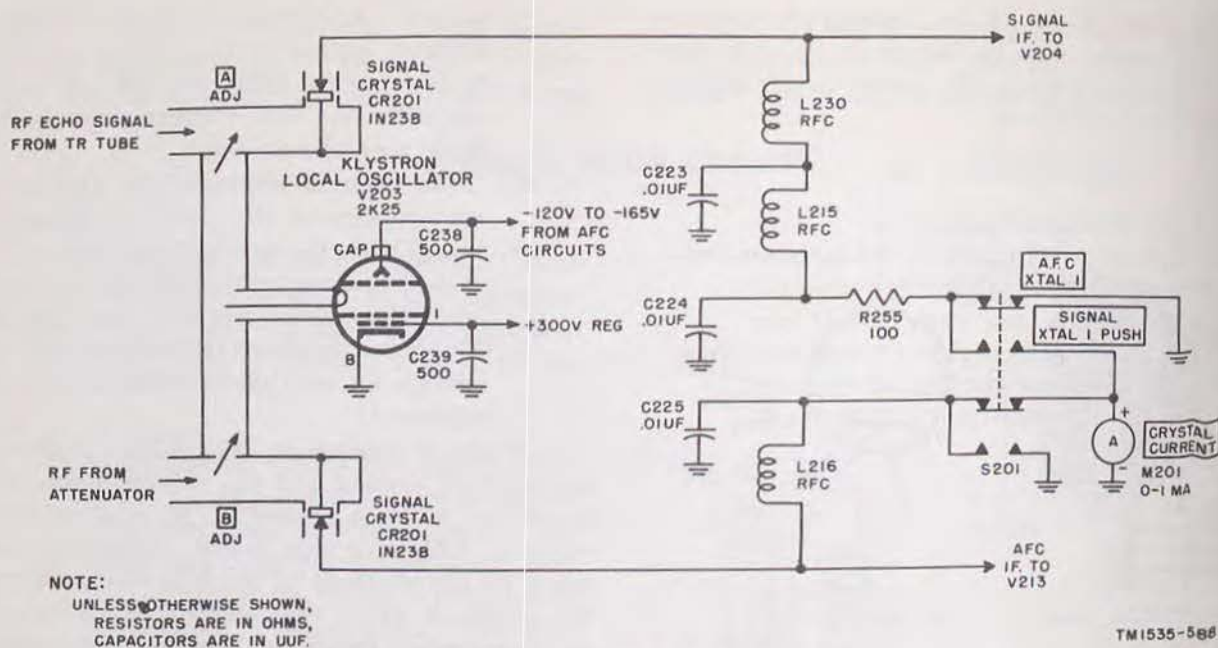 SIGNAL
I.F. TO
V204
A
ADJ
SIGNAL
CRYSTAL
CR201
IN23B
RF ECHO SIGNAL
FROM TR TUBE
L230
RFC
KLYSTRON
LOCAL OSCILLATOR
V203
2K25
C223
.01UF
L215
RFC
CAP
C238
500
-120V TO -165V
FROM AFC
CIRCUITS
A.F.C
XTAL I
SIGNAL
XTAL I PUSH
C224
.01UF
R255
100
I
+300V REG
8
C239
500
C225
.01UF
+
A
-
CRYSTAL
CURRENT
M201
0-1 MA
S201
L216
RFC
RF FROM
ATTENUATOR
B
ADJ
SIGNAL
CRYSTAL
CR201
IN23B
AFC
I.F. TO
V213
NOTE:
UNLESS OTHERWISE SHOWN,
RESISTORS ARE IN OHMS,
CAPACITORS ARE IN UUF.
TM1535-588